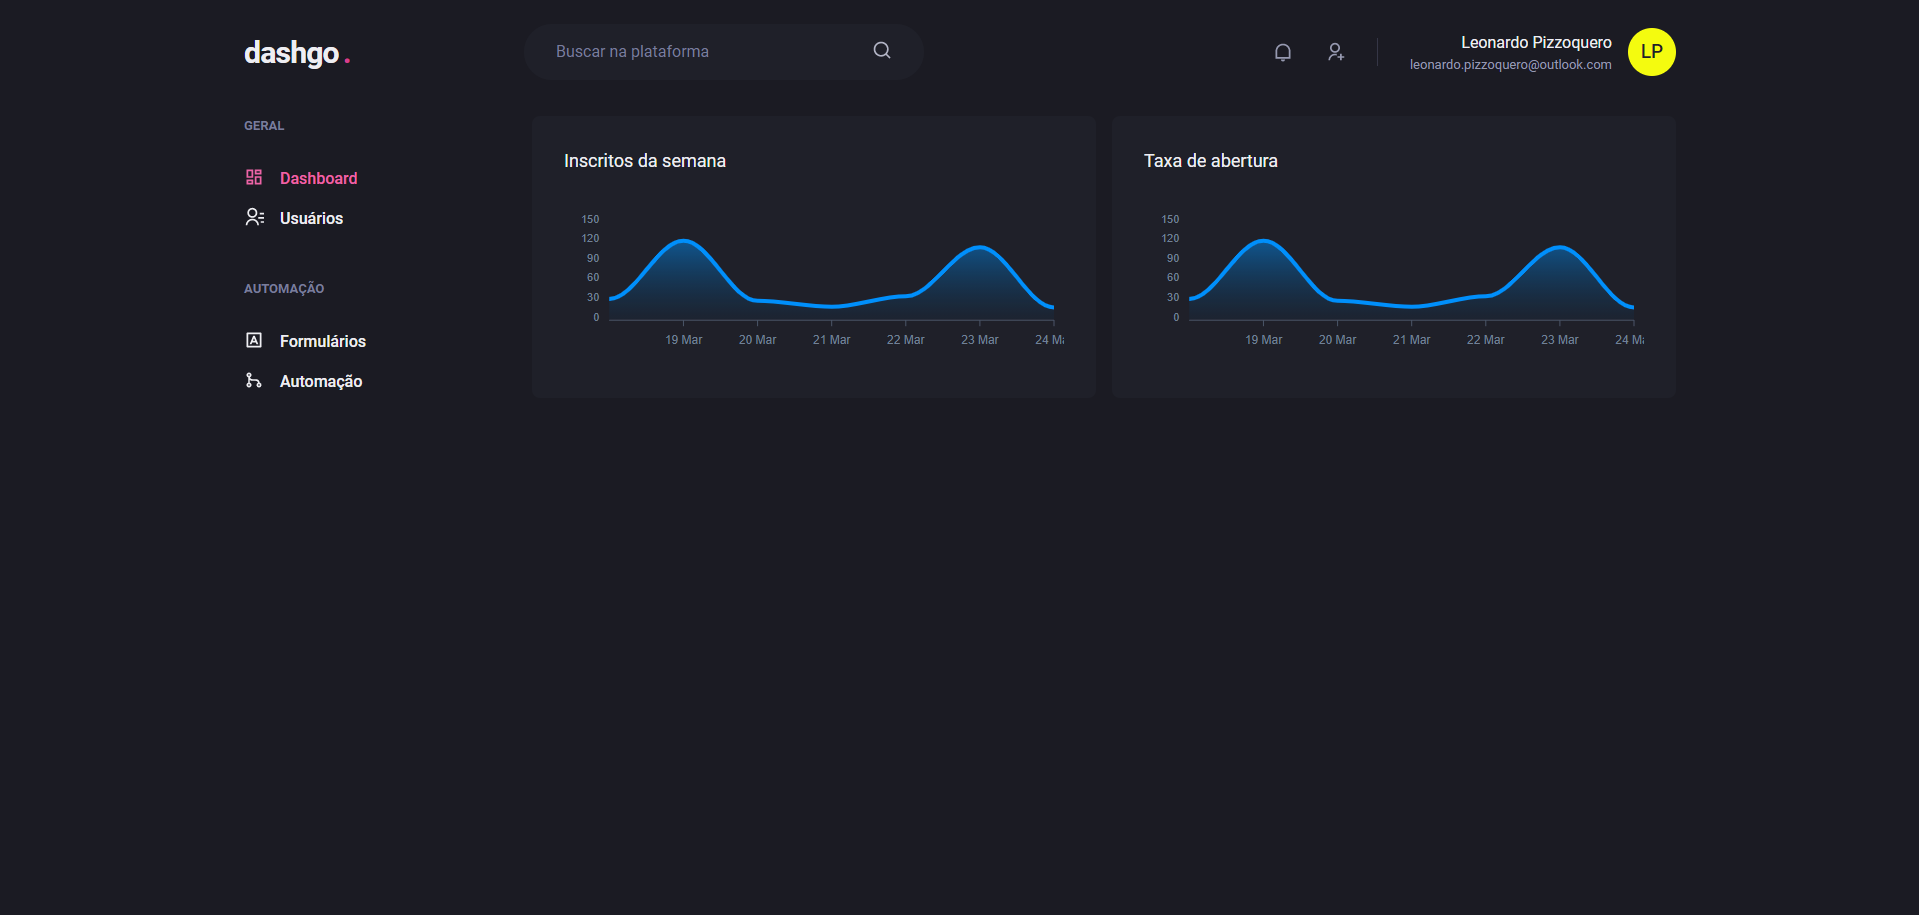 dashgo.
Buscar na plataforma
Leonardo Pizzoquero
leonardo.pizzoquero@outlook.com
LP
GERAL
Dashboard
Usuários
AUTOMAÇÃO
Formulários
Automação
Inscritos da semana
150
120
90
60
30
0
19 Mar
20 Mar
21 Mar
22 Mar
23 Mar
24 Ma
Taxa de abertura
150
120
90
60
30
0
19 Mar
20 Mar
21 Mar
22 Mar
23 Mar
24 Ma